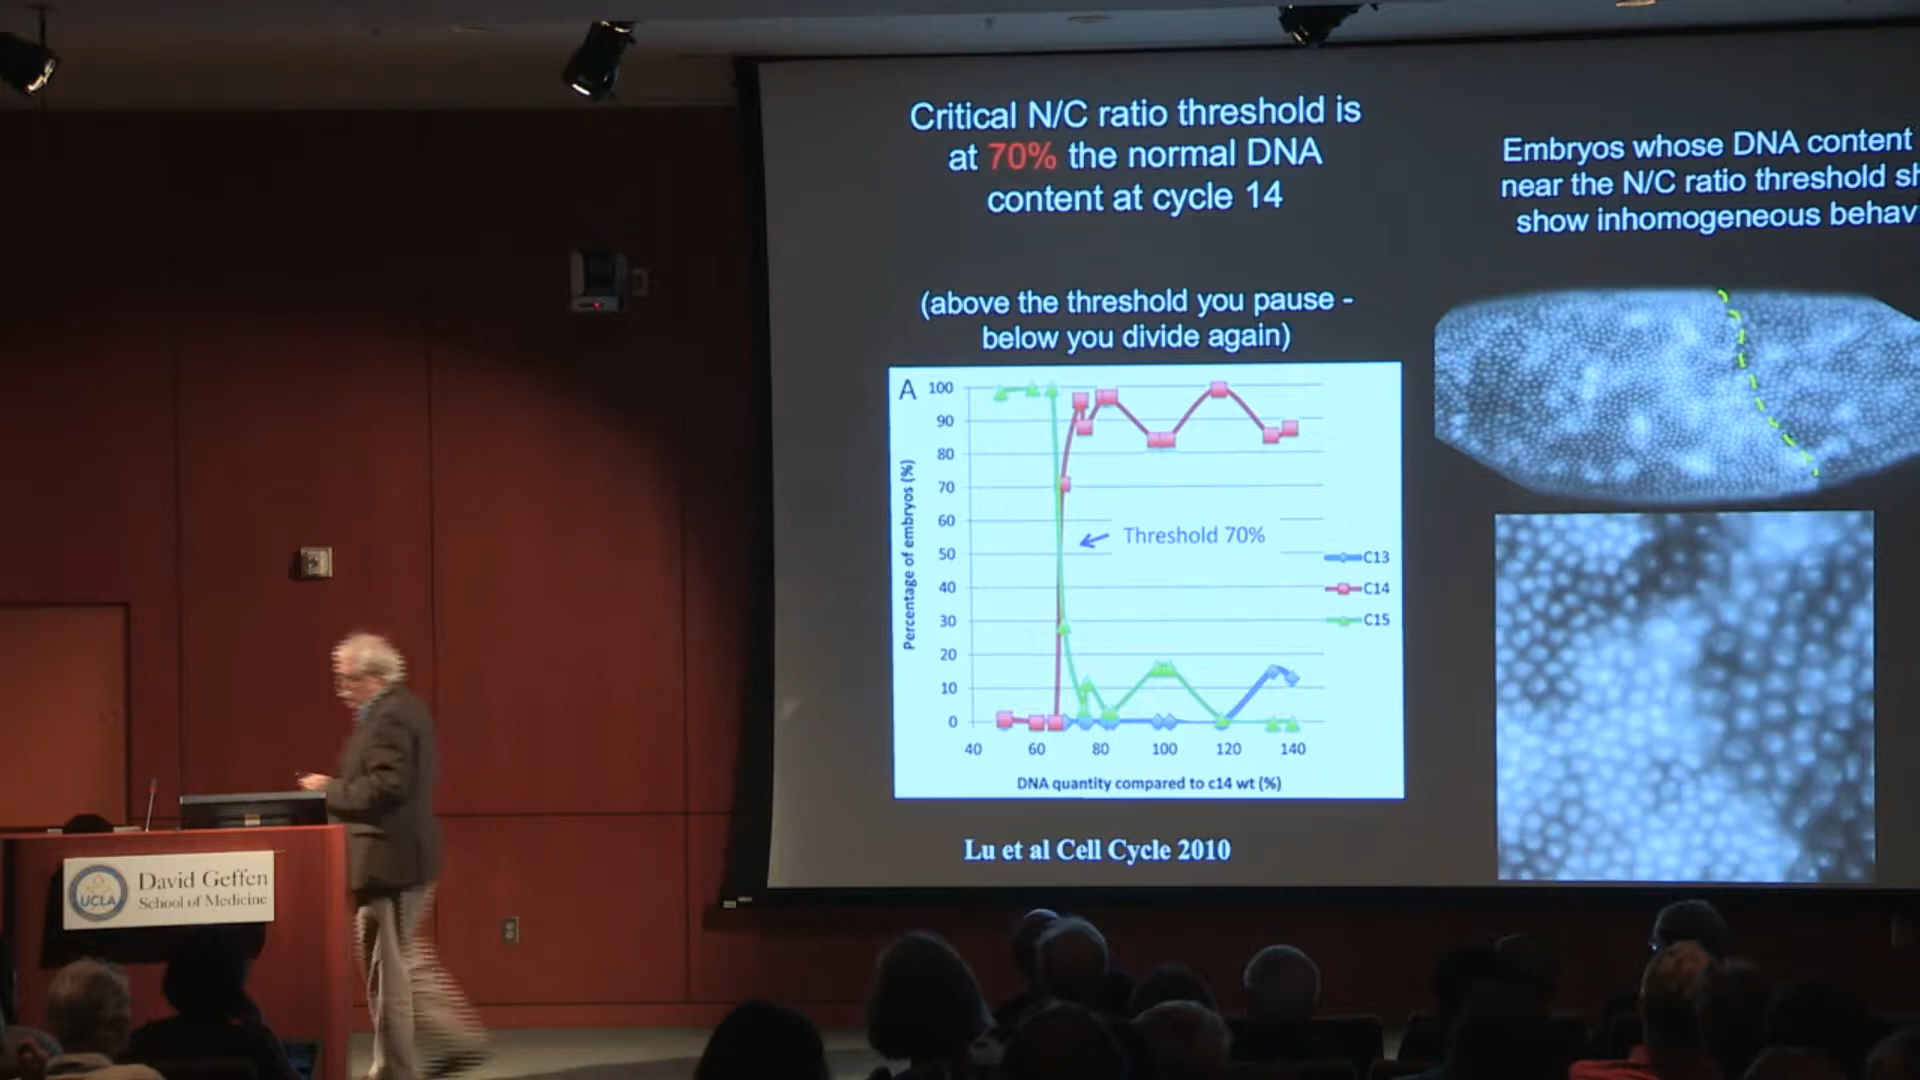 Critical N/C ratio threshold is
at 70% the normal DNA
content at cycle 14
(above the threshold you pause -
below you divide again)
A
100
90
80
70
60
50
40
30
20
10
0
Percentage of embryos (%)
Threshold 70%
C13
C14
C15
40 60 80 100 120 140
DNA quantity compared to c14 wt (%)
Lu et al Cell Cycle 2010
Embryos whose DNA content
near the N/C ratio threshold sh
show inhomogeneous behav
UCLA
David Geffen
School of Medicine